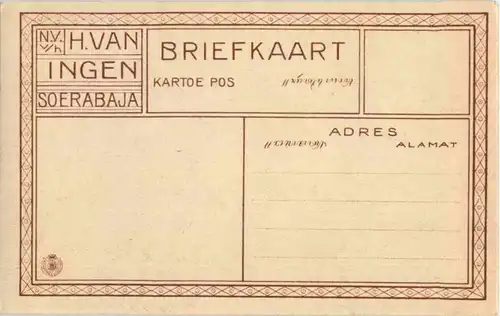 N.V. v/h H. VAN
INGEN
SOERABAJA
BRIEFKAART
KARTOE POS
ADRES
ALAMAT